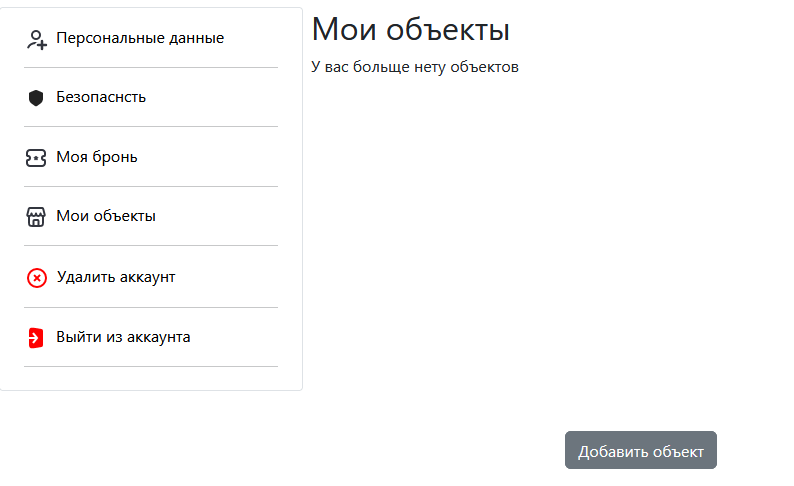 Персональные данные
Безопаснсть
Моя бронь
Мои объекты
Удалить аккаунт
Выйти из аккаунта
Мои объекты
У вас больще нету объектов
Добавить объект